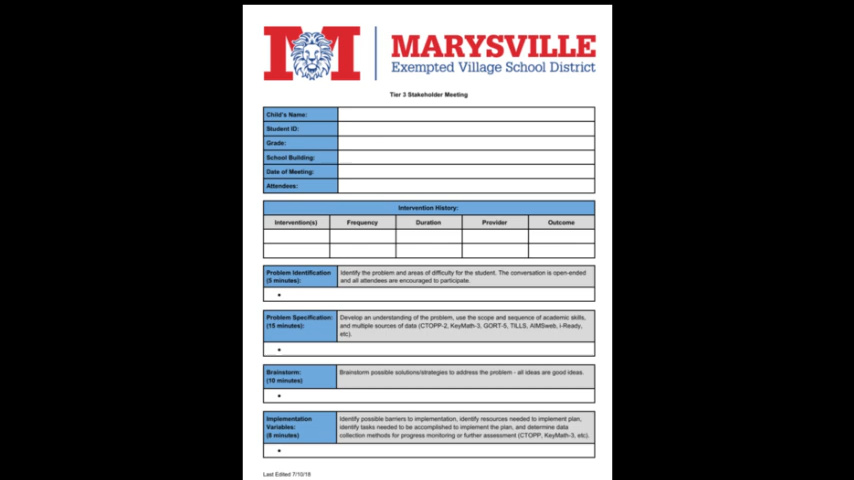 MARYSVILLE
Exempted Village School District
Tier 3 Stakeholder Meeting
Child's Name:
Student ID:
Grade:
School Building:
Date of Meeting:
Attendees:
Intervention History:
Intervention(s) Frequency Duration Provider Outcome
Problem Identification
(5 minutes):
Identify the problem and areas of difficulty for the student. The conversation is open-ended
and all attendees are encouraged to participate.
Problem Specification:
(15 minutes):
Develop an understanding of the problem, use the scope and sequence of academic skills,
and multiple sources of data (CTOPP-2, KeyMath-3, GORT-5, TILLS, AIMSweb, i-Ready,
etc).
Brainstorm:
(10 minutes)
Brainstorm possible solutions/strategies to address the problem - all ideas are good ideas.
Implementation
Variables:
(8 minutes)
Identify possible barriers to implementation, identify resources needed to implement plan,
identify tasks needed to be accomplished to implement the plan, and determine data
collection methods for progress monitoring or further assessment (CTOPP, KeyMath-3, etc).
Last Edited 7/10/18